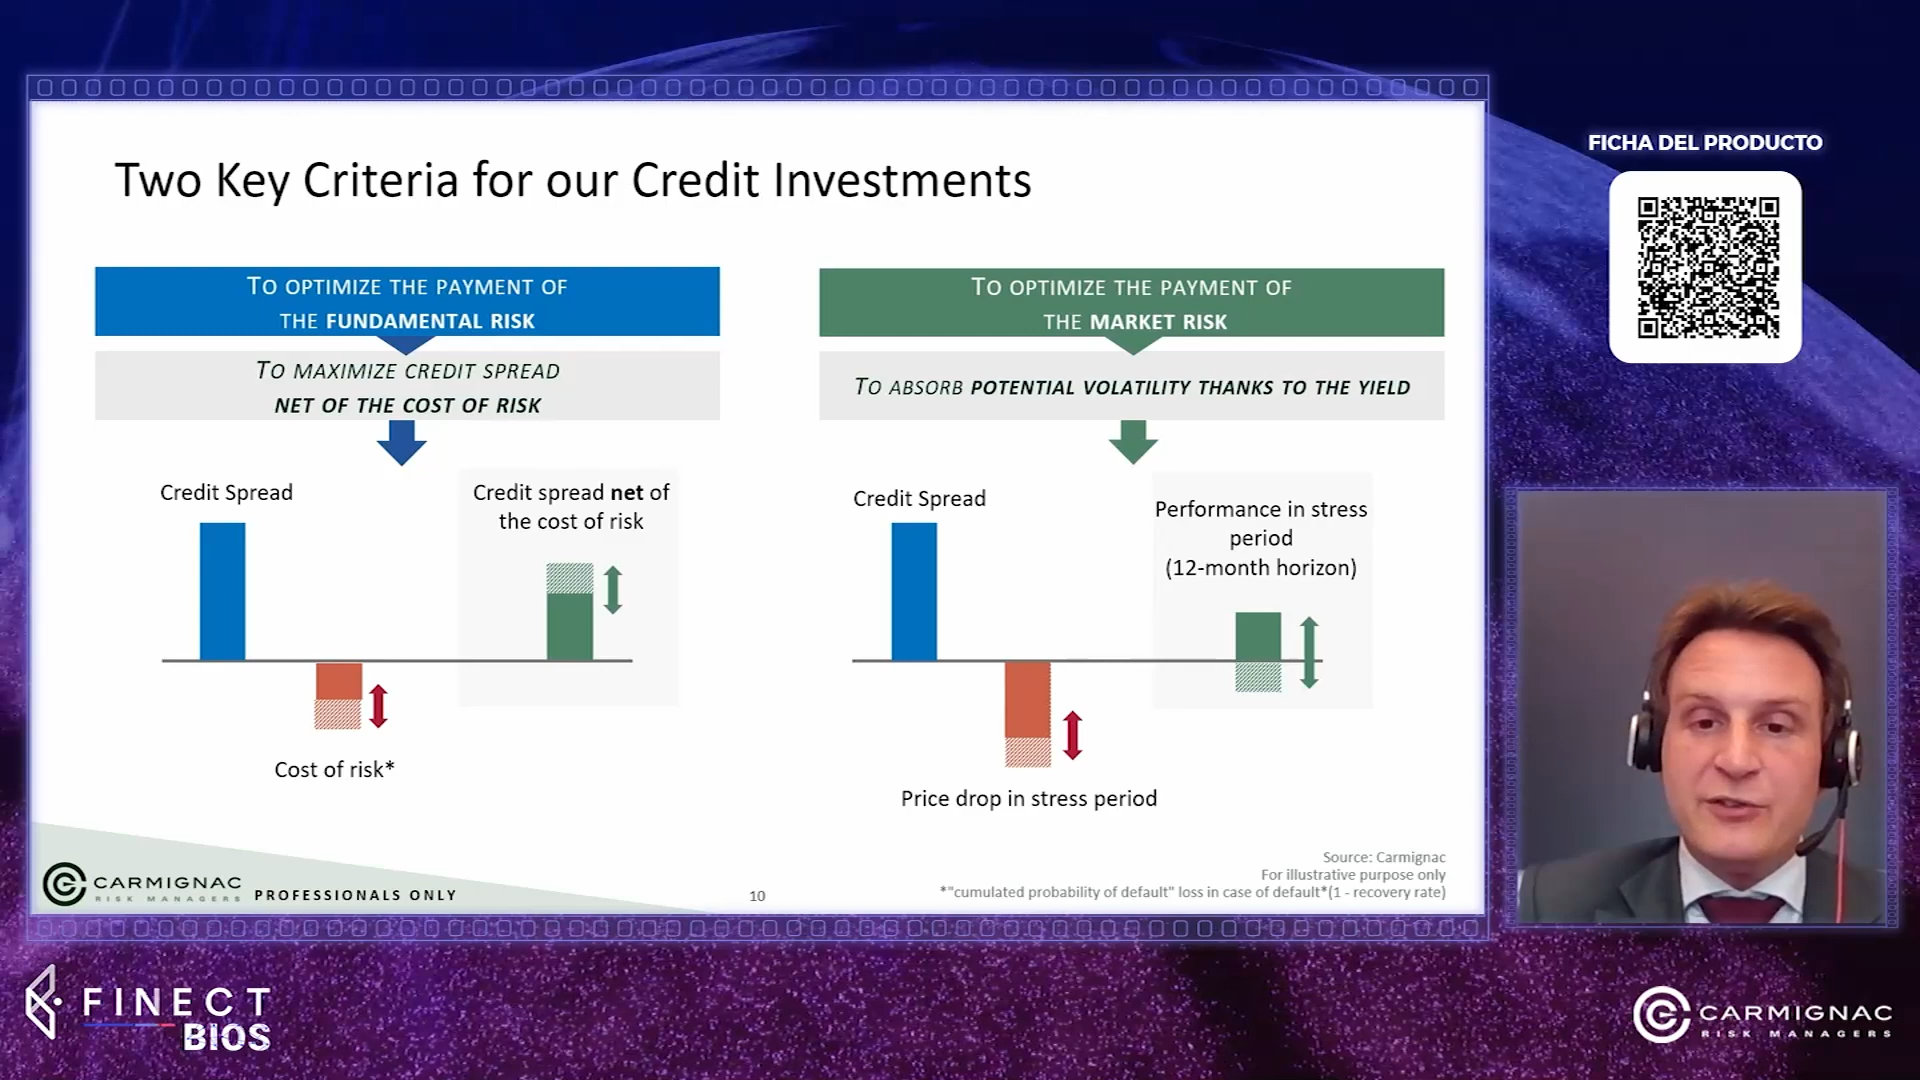 FICHA DEL PRODUCTO
Two Key Criteria for our Credit Investments
TO OPTIMIZE THE PAYMENT OF
THE FUNDAMENTAL RISK
TO MAXIMIZE CREDIT SPREAD
NET OF THE COST OF RISK
Credit Spread
Credit spread net of
the cost of risk
Cost of risk*
TO OPTIMIZE THE PAYMENT OF
THE MARKET RISK
TO ABSORB POTENTIAL VOLATILITY THANKS TO THE YIELD
Credit Spread
Performance in stress
period
(12-month horizon)
Price drop in stress period
Source: Carmignac
For illustrative purpose only
*"cumulated probability of default" loss in case of default*(1 - recovery rate)
CARMIGNAC
RISK MANAGERS
PROFESSIONALS ONLY
10
FINECT
BIOS
CARMIGNAC
RISK MANAGERS